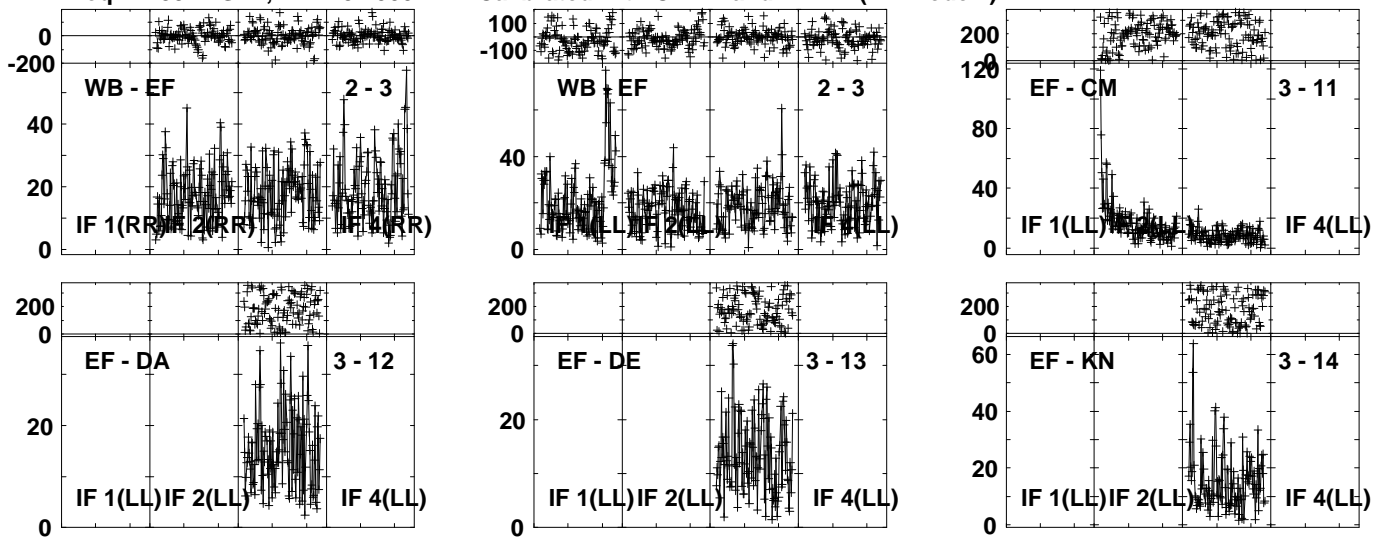 0 100 200
-200 -100 0
WB - EF 2 - 3 WB - EF 2 - 3 120 EF - CM 3 - 11
40 40 80
20 40
IF 1(RR) IF 2(RR) IF 4(RR) IF 1(LL) IF 2(LL) IF 4(LL) IF 1(LL) IF 4(LL)
0 0 0
200 200 200
0 0 0
EF - DA 3 - 12 EF - DE 3 - 13 60 EF - KN 3 - 14
20 20 40
20
IF 1(LL) IF 2(LL) IF 4(LL) IF 1(LL) IF 2(LL) IF 4(LL) IF 1(LL) IF 2(LL) IF 4(LL)
0 0 0